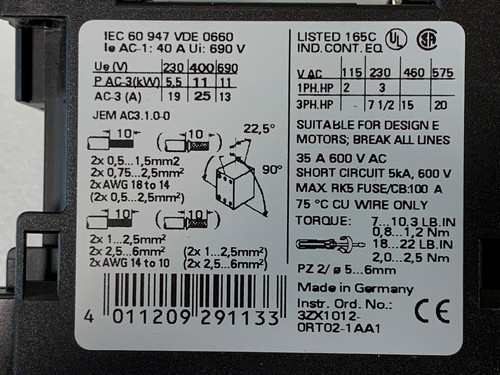 IEC 60 947 VDE 0660
Ie AC-1: 40 A Ui: 690 V
Ue (V) 230 400 690
P AC-3(kW) 5,5 11 11
AC-3 (A) 19 25 13
JEM AC3.1.0-0
10 10 22,5°
90°
2x 0,5...1,5mm2
2x 0,75...2,5mm²
2x AWG 18 to 14
(2x 0,5...2,5mm²)
10 10
2x 1...2,5mm²
2x 2,5...6mm² (2x 1...2,5mm²)
2x AWG 14 to 10 (2x 2,5...6mm²)
4 011209 291133
LISTED 165C UL SA
IND. CONT. EQ
V AC 115 230 460 575
1PH.HP 2 3
3PH.HP 7 1/2 15 20
SUITABLE FOR DESIGN E
MOTORS; BREAK ALL LINES
35 A 600 V AC
SHORT CIRCUIT 5kA, 600 V
MAX. RK5 FUSE/CB:100 A
75 °C CU WIRE ONLY
TORQUE: 7...10,3 LB.IN
0,8...1,2 Nm
18...22 LB.IN
2,0...2,5 Nm
PZ 2/ ø 5...6mm
Made in Germany
Instr. Ord. No.:
3ZX1012-
0RT02-1AA1
CE